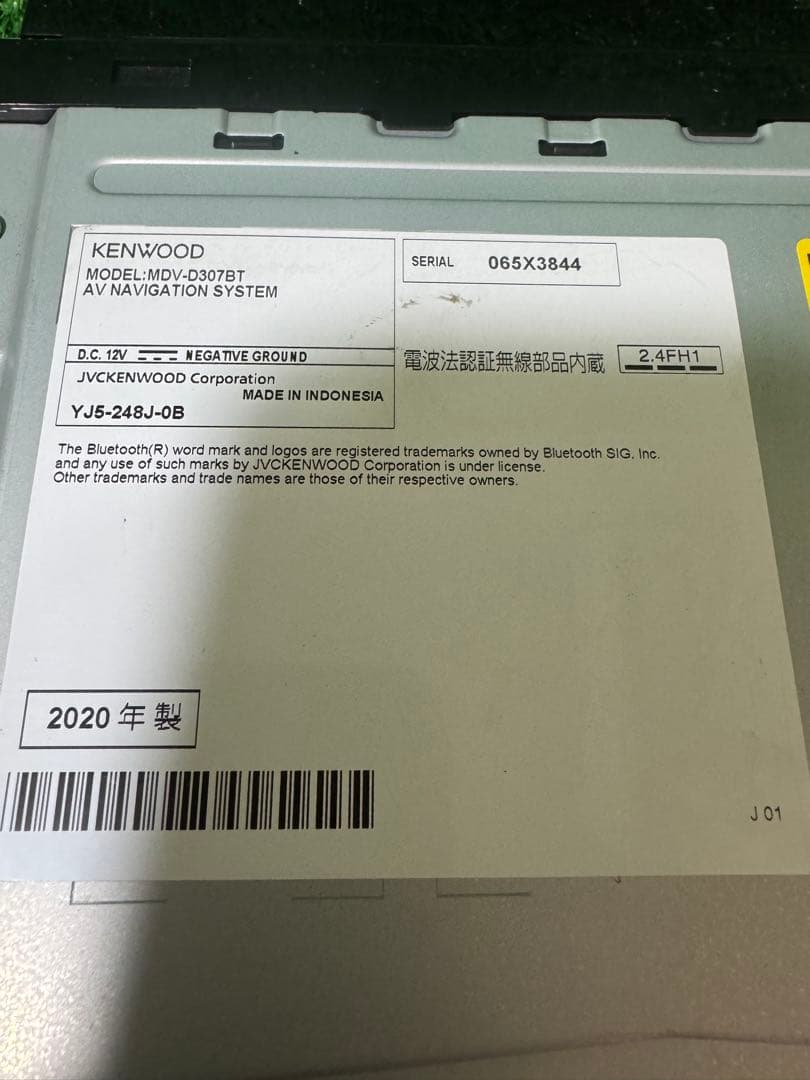 KENWOOD
MODEL:MDV-D307BT
AV NAVIGATION SYSTEM
SERIAL 065X3844
D.C. 12V NEGATIVE GROUND
電波法認証無線部品内蔵 2.4FH1
JVCKENWOOD Corporation
MADE IN INDONESIA
YJ5-248J-0B
The Bluetooth(R) word mark and logos are registered trademarks owned by Bluetooth SIG, Inc.
and any use of such marks by JVCKENWOOD Corporation is under license.
Other trademarks and trade names are those of their respective owners.
2020 年 製
J 01